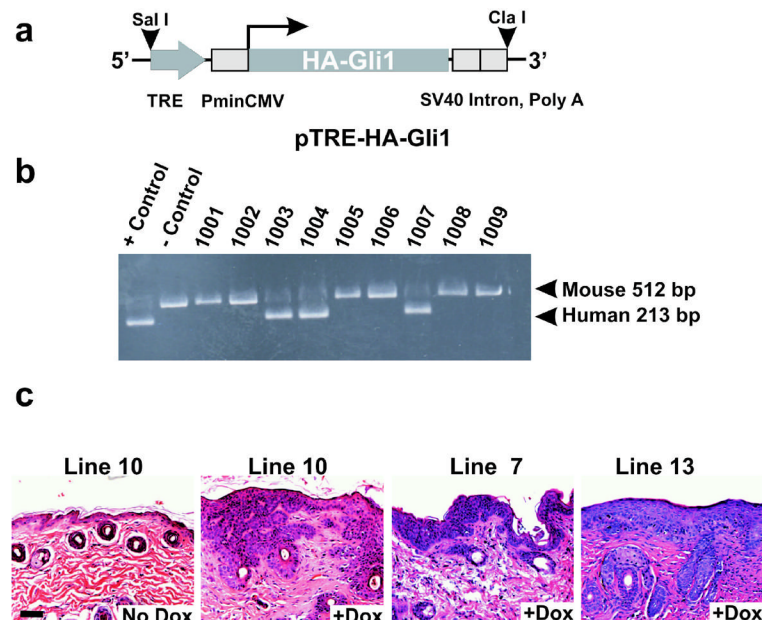 a
Sal I
Cla I
5’
HA-Gli1
3’
TRE
PminCMV
SV40 Intron, Poly A
pTRE-HA-Gli1
b
+ Control
- Control
1001
1002
1003
1004
1005
1006
1007
1008
1009
Mouse 512 bp
Human 213 bp
c
Line 10
Line 10
Line 7
Line 13
No Dox
+Dox
+Dox
+Dox